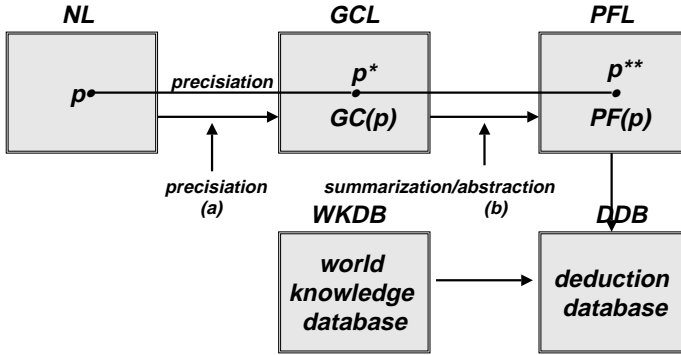 NL
GCL
PFL
p
precisiation
p*
p**
GC(p)
PF(p)
precisiation
(a)
summarization/abstraction
(b)
WKDB
DDB
world
knowledge
database
deduction
database